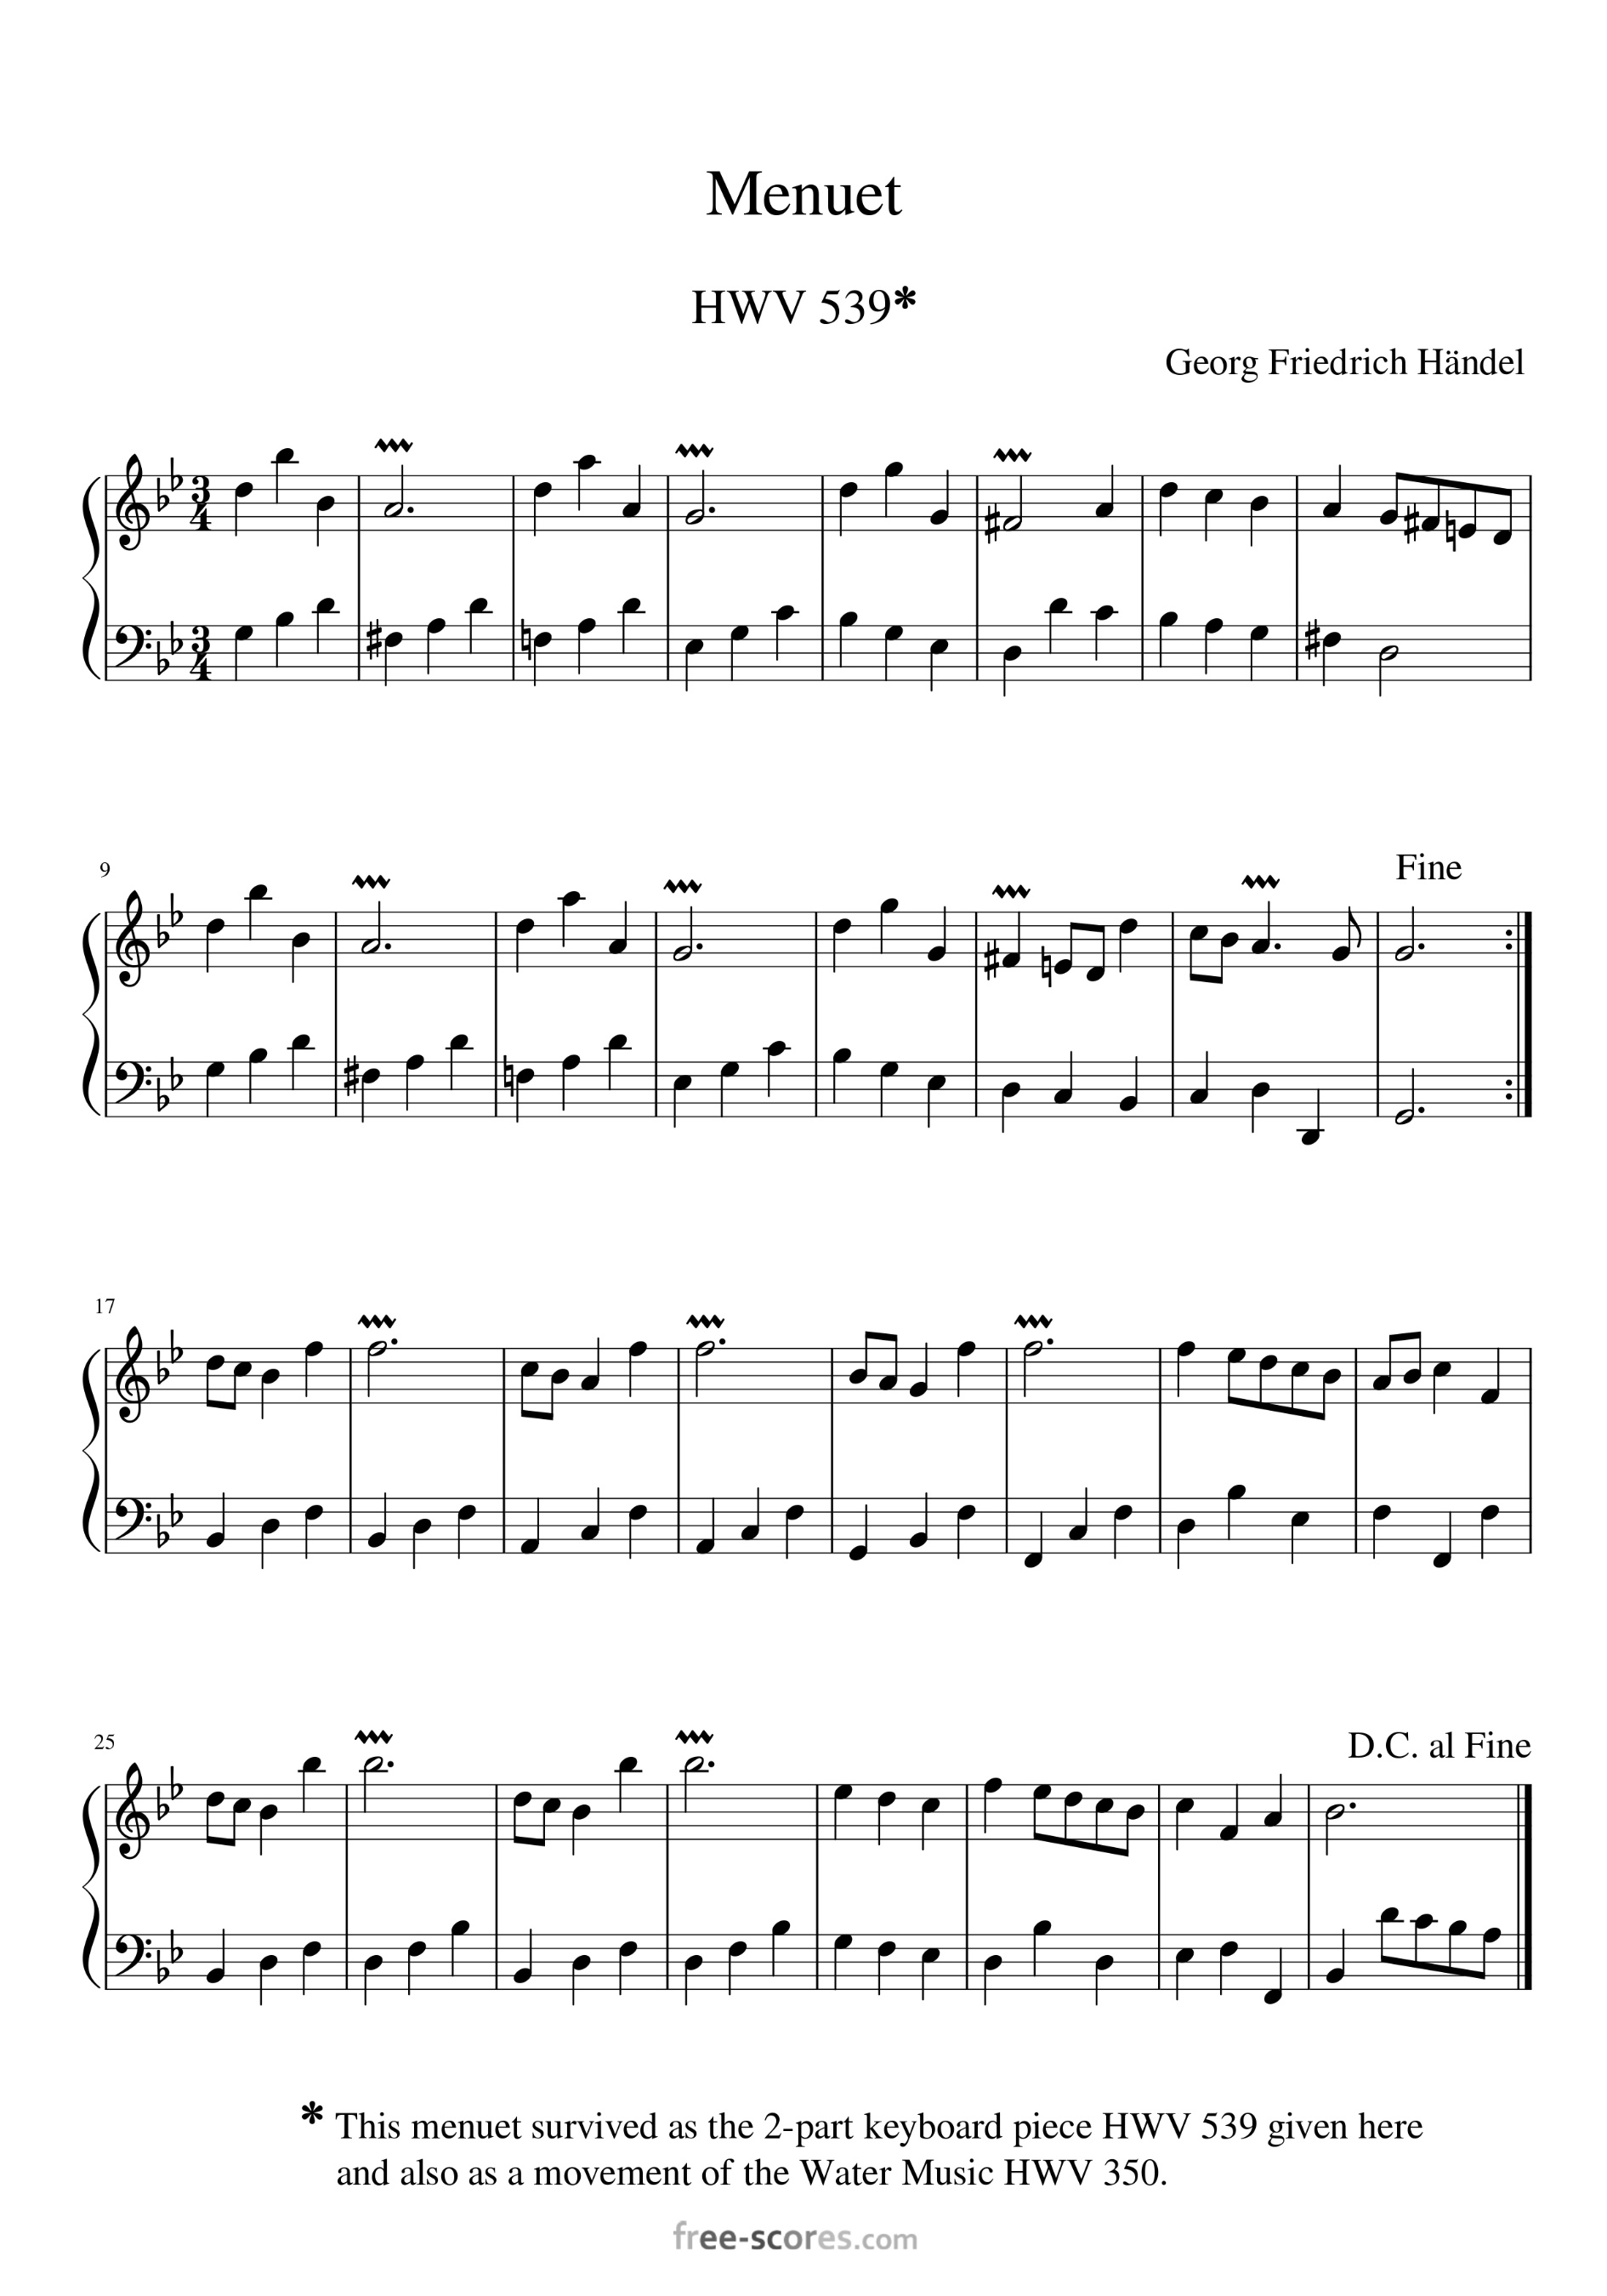 Menuet
HWV 539*
Georg Friedrich Händel
3
4
3
4
9
Fine
17
25
D.C. al Fine
* This menuet survived as the 2-part keyboard piece HWV 539 given here
and also as a movement of the Water Music HWV 350.
free-scores.com